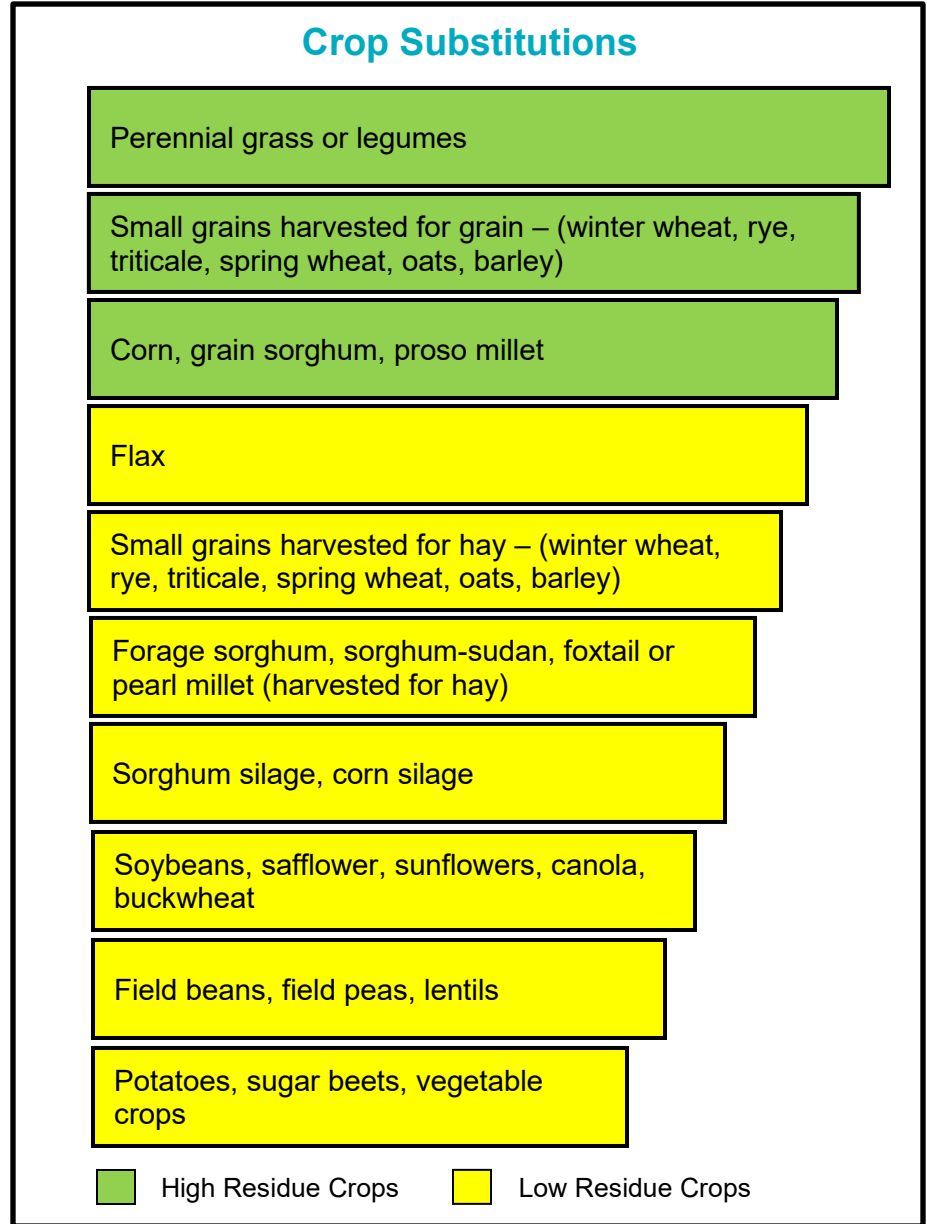 Crop Substitutions
Perennial grass or legumes
Small grains harvested for grain – (winter wheat, rye,
triticale, spring wheat, oats, barley)
Corn, grain sorghum, proso millet
Flax
Small grains harvested for hay – (winter wheat,
rye, triticale, spring wheat, oats, barley)
Forage sorghum, sorghum-sudan, foxtail or
pearl millet (harvested for hay)
Sorghum silage, corn silage
Soybeans, safflower, sunflowers, canola,
buckwheat
Field beans, field peas, lentils
Potatoes, sugar beets, vegetable
crops
High Residue Crops
Low Residue Crops